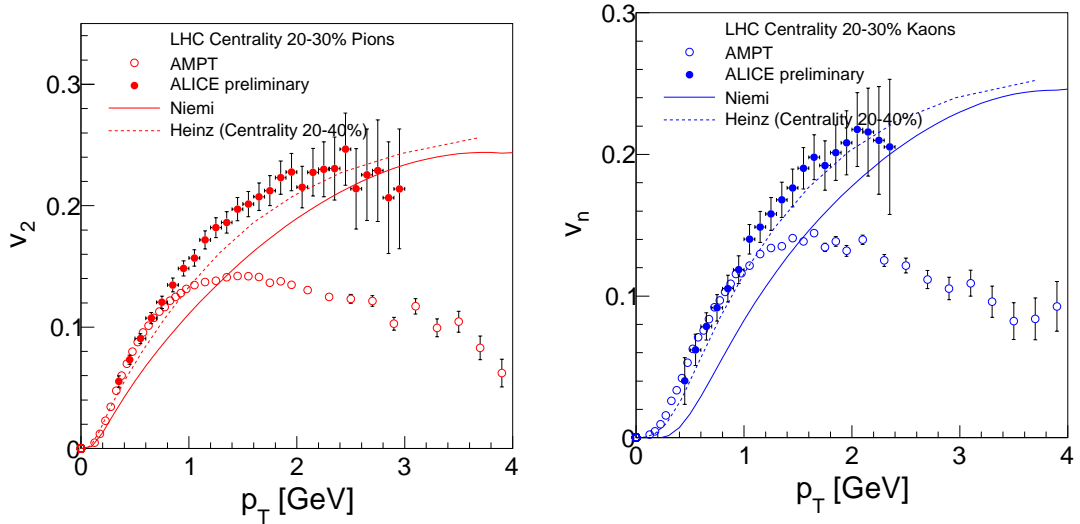 LHC Centrality 20-30% Pions
AMPT
ALICE preliminary
Niemi
Heinz (Centrality 20-40%)
0.3
0.2
0.1
0
v2
0 1 2 3 4
pT [GeV]
LHC Centrality 20-30% Kaons
AMPT
ALICE preliminary
Niemi
Heinz (Centrality 20-40%)
0.3
0.2
0.1
0
vn
0 1 2 3 4
pT [GeV]